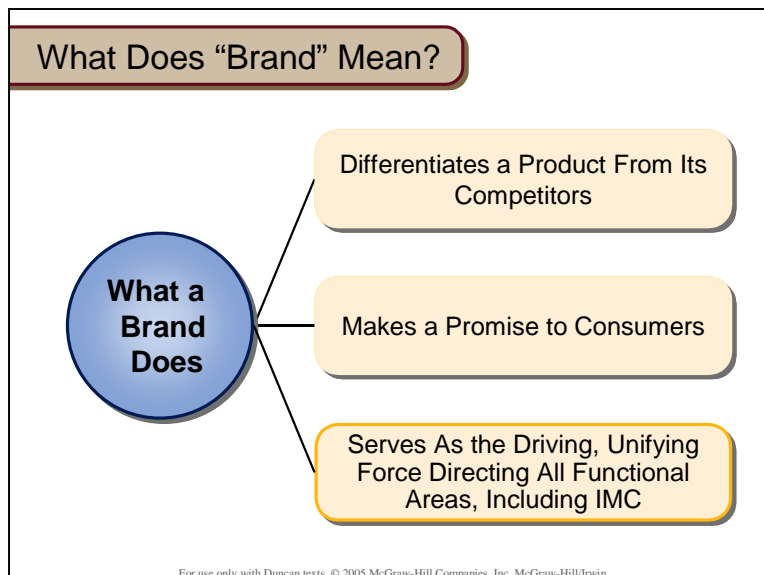 What Does “Brand” Mean?
Differentiates a Product From Its
Competitors
What a
Brand
Does
Makes a Promise to Consumers
Serves As the Driving, Unifying
Force Directing All Functional
Areas, Including IMC
For use only with Duncan texts. © 2005 McGraw-Hill Companies, Inc. McGraw-Hill/Irwin